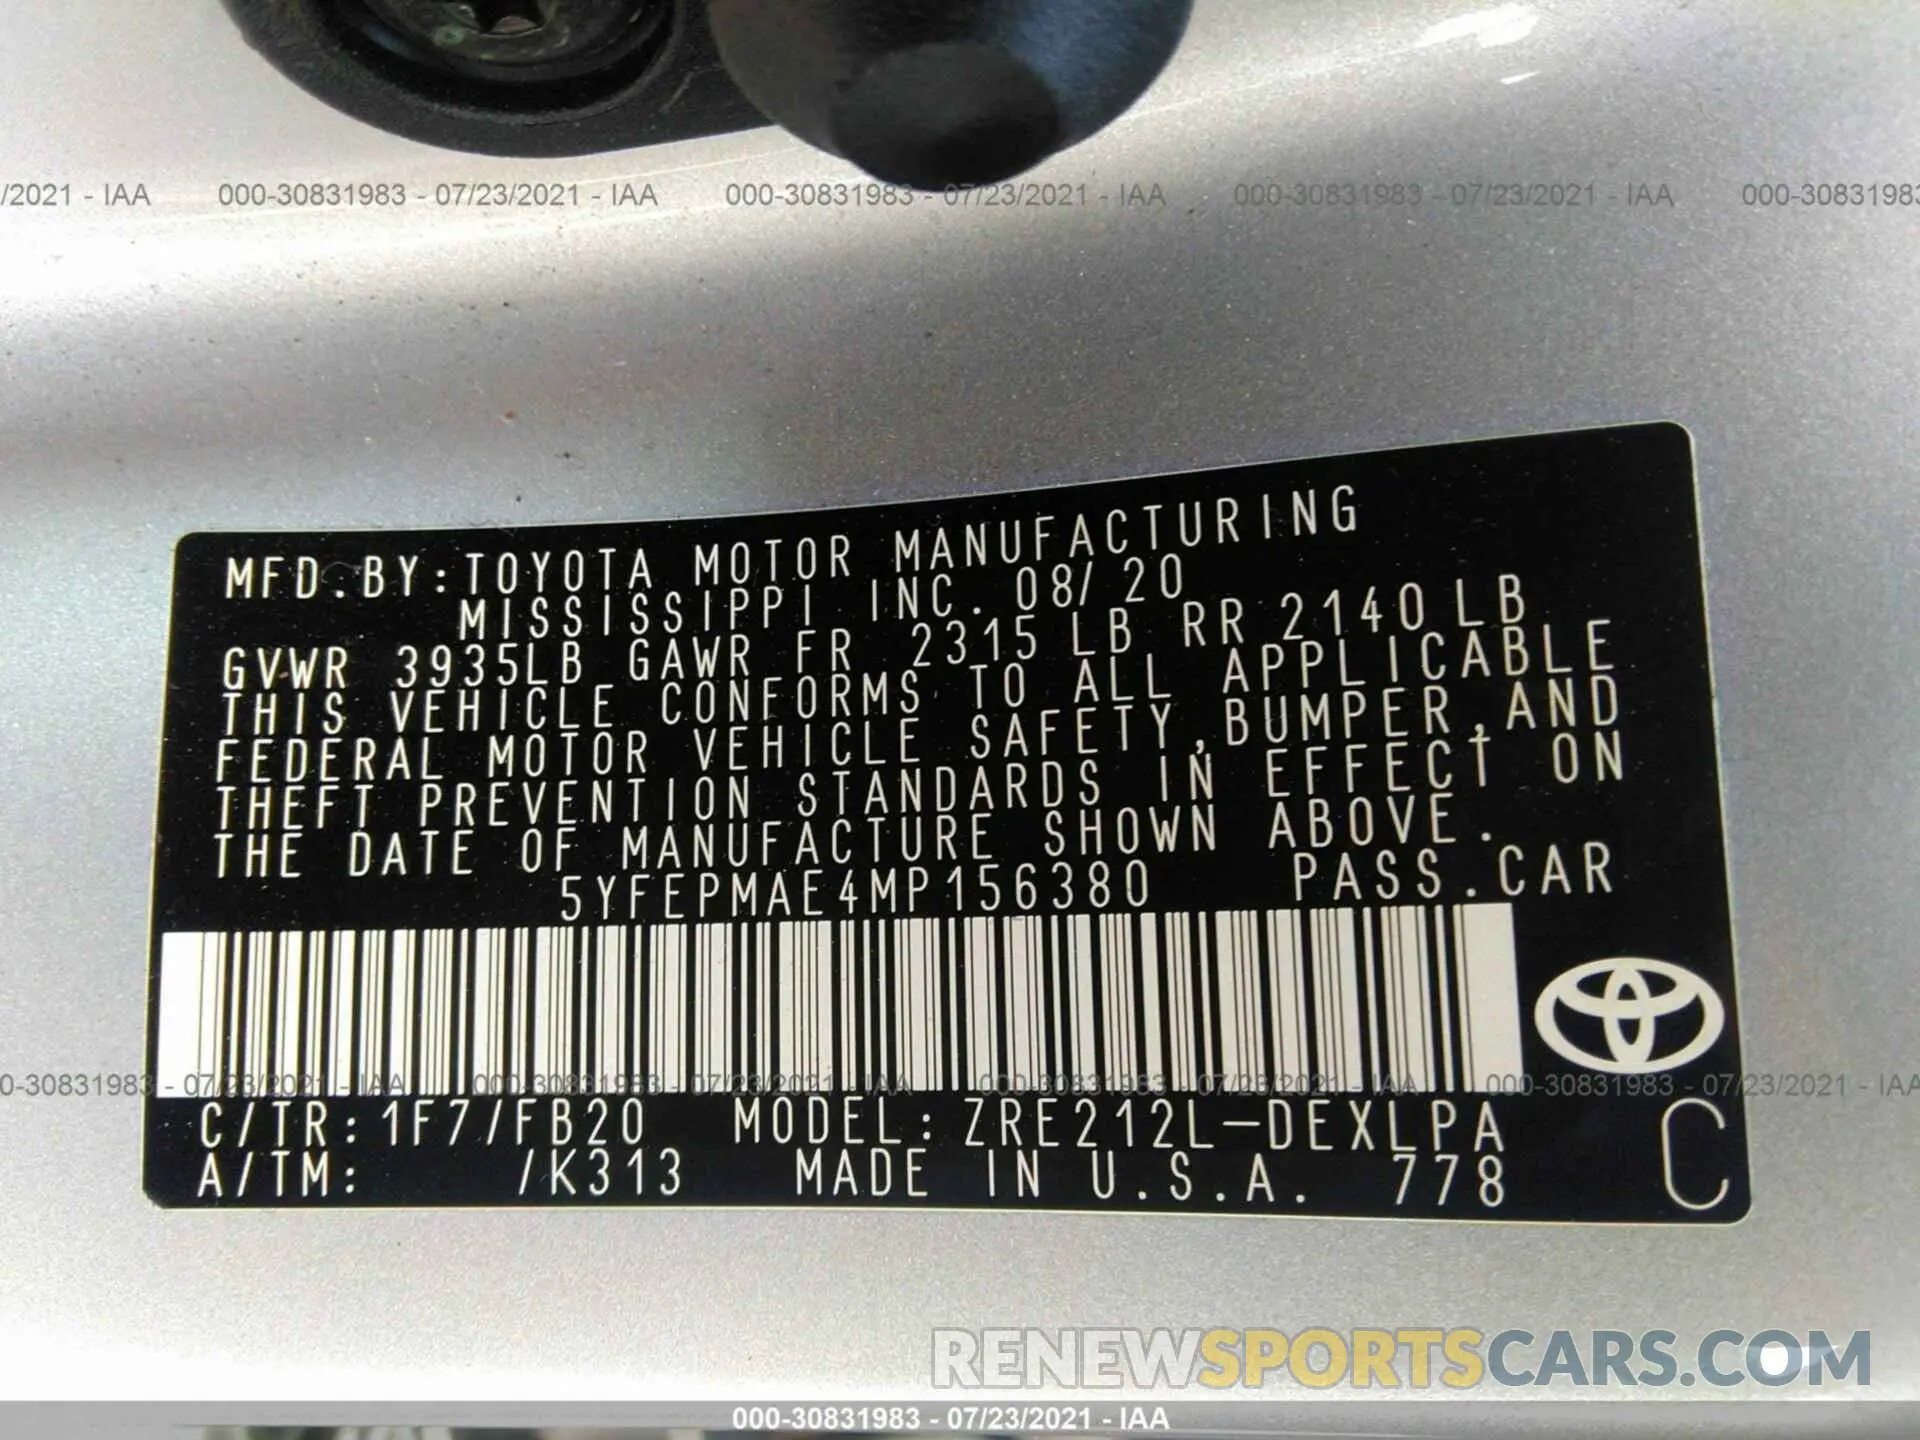 /2021 - IAA 000-30831983 - 07/23/2021 - IAA 000-30831983 - 07/23/2021 - IAA 000-30831983 - 07/23/2021 - IAA 000-30831983
MFD.BY:TOYOTA MOTOR MANUFACTURING
MISSISSIPPI INC. 08/20
GVWR 3935LB GAWR FR 2315 LB RR 2140 LB
THIS VEHICLE CONFORMS TO ALL APPLICABLE
FEDERAL MOTOR VEHICLE SAFETY,BUMPER,AND
THEFT PREVENTION STANDARDS IN EFFECT ON
THE DATE OF MANUFACTURE SHOWN ABOVE.
5YFEPMAE4MP156380 PASS.CAR
0-30831983 - 07/23/2021 - IAA 000-30831983 - 07/23/2021 - IAA 000-30831983 - 07/23/2021 - IAA 000-30831983 - 07/23/2021 - IAA
C/TR:1F7/FB20 MODEL:ZRE212L-DEXLPA
A/TM: /K313 MADE IN U.S.A. 778
C
RENEWSPORTSCARS.COM
000-30831983 - 07/23/2021 - IAA